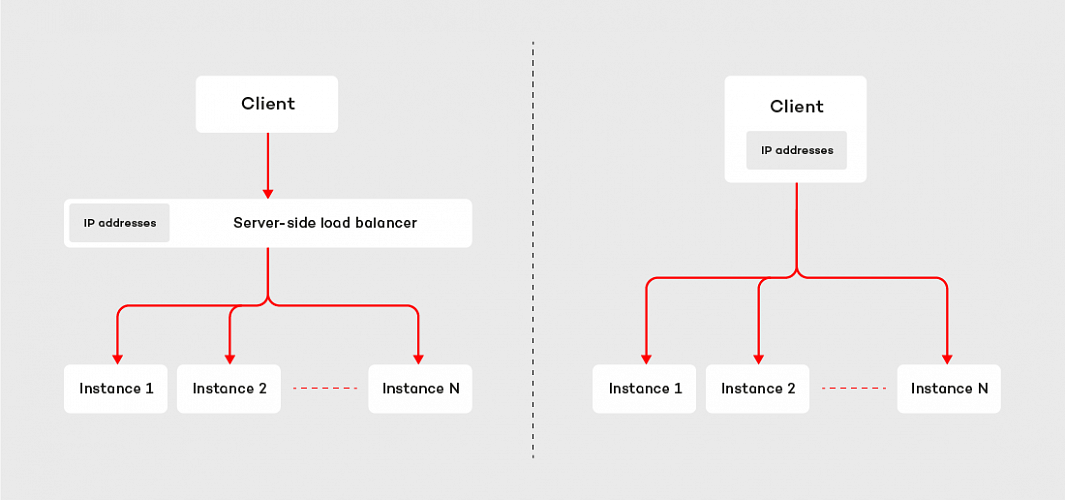 Client
IP addresses
Server-side load balancer
Instance 1
Instance 2
Instance N
Client
IP addresses
Instance 1
Instance 2
Instance N